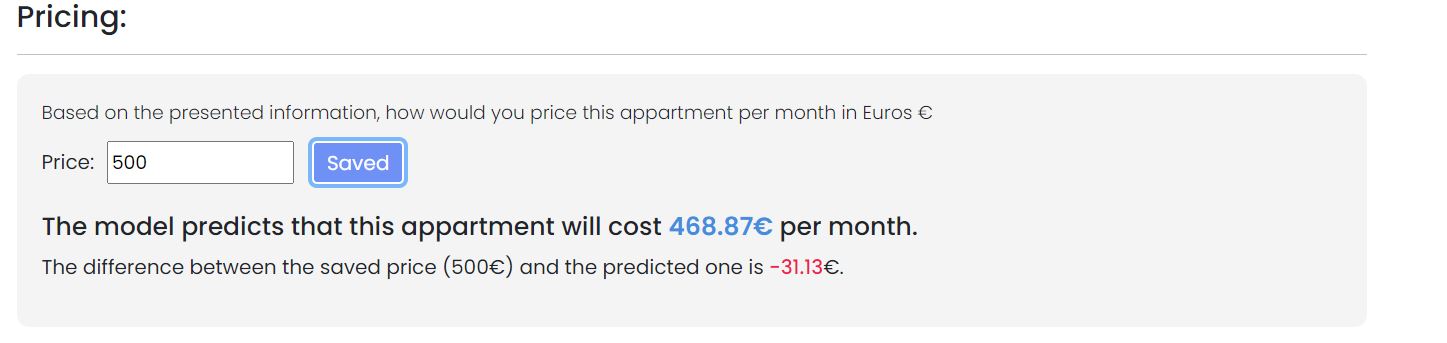 Pricing:
Based on the presented information, how would you price this appartment per month in Euros €
Price: 500 Saved
The model predicts that this appartment will cost 468.87€ per month.
The difference between the saved price (500€) and the predicted one is -31.13€.